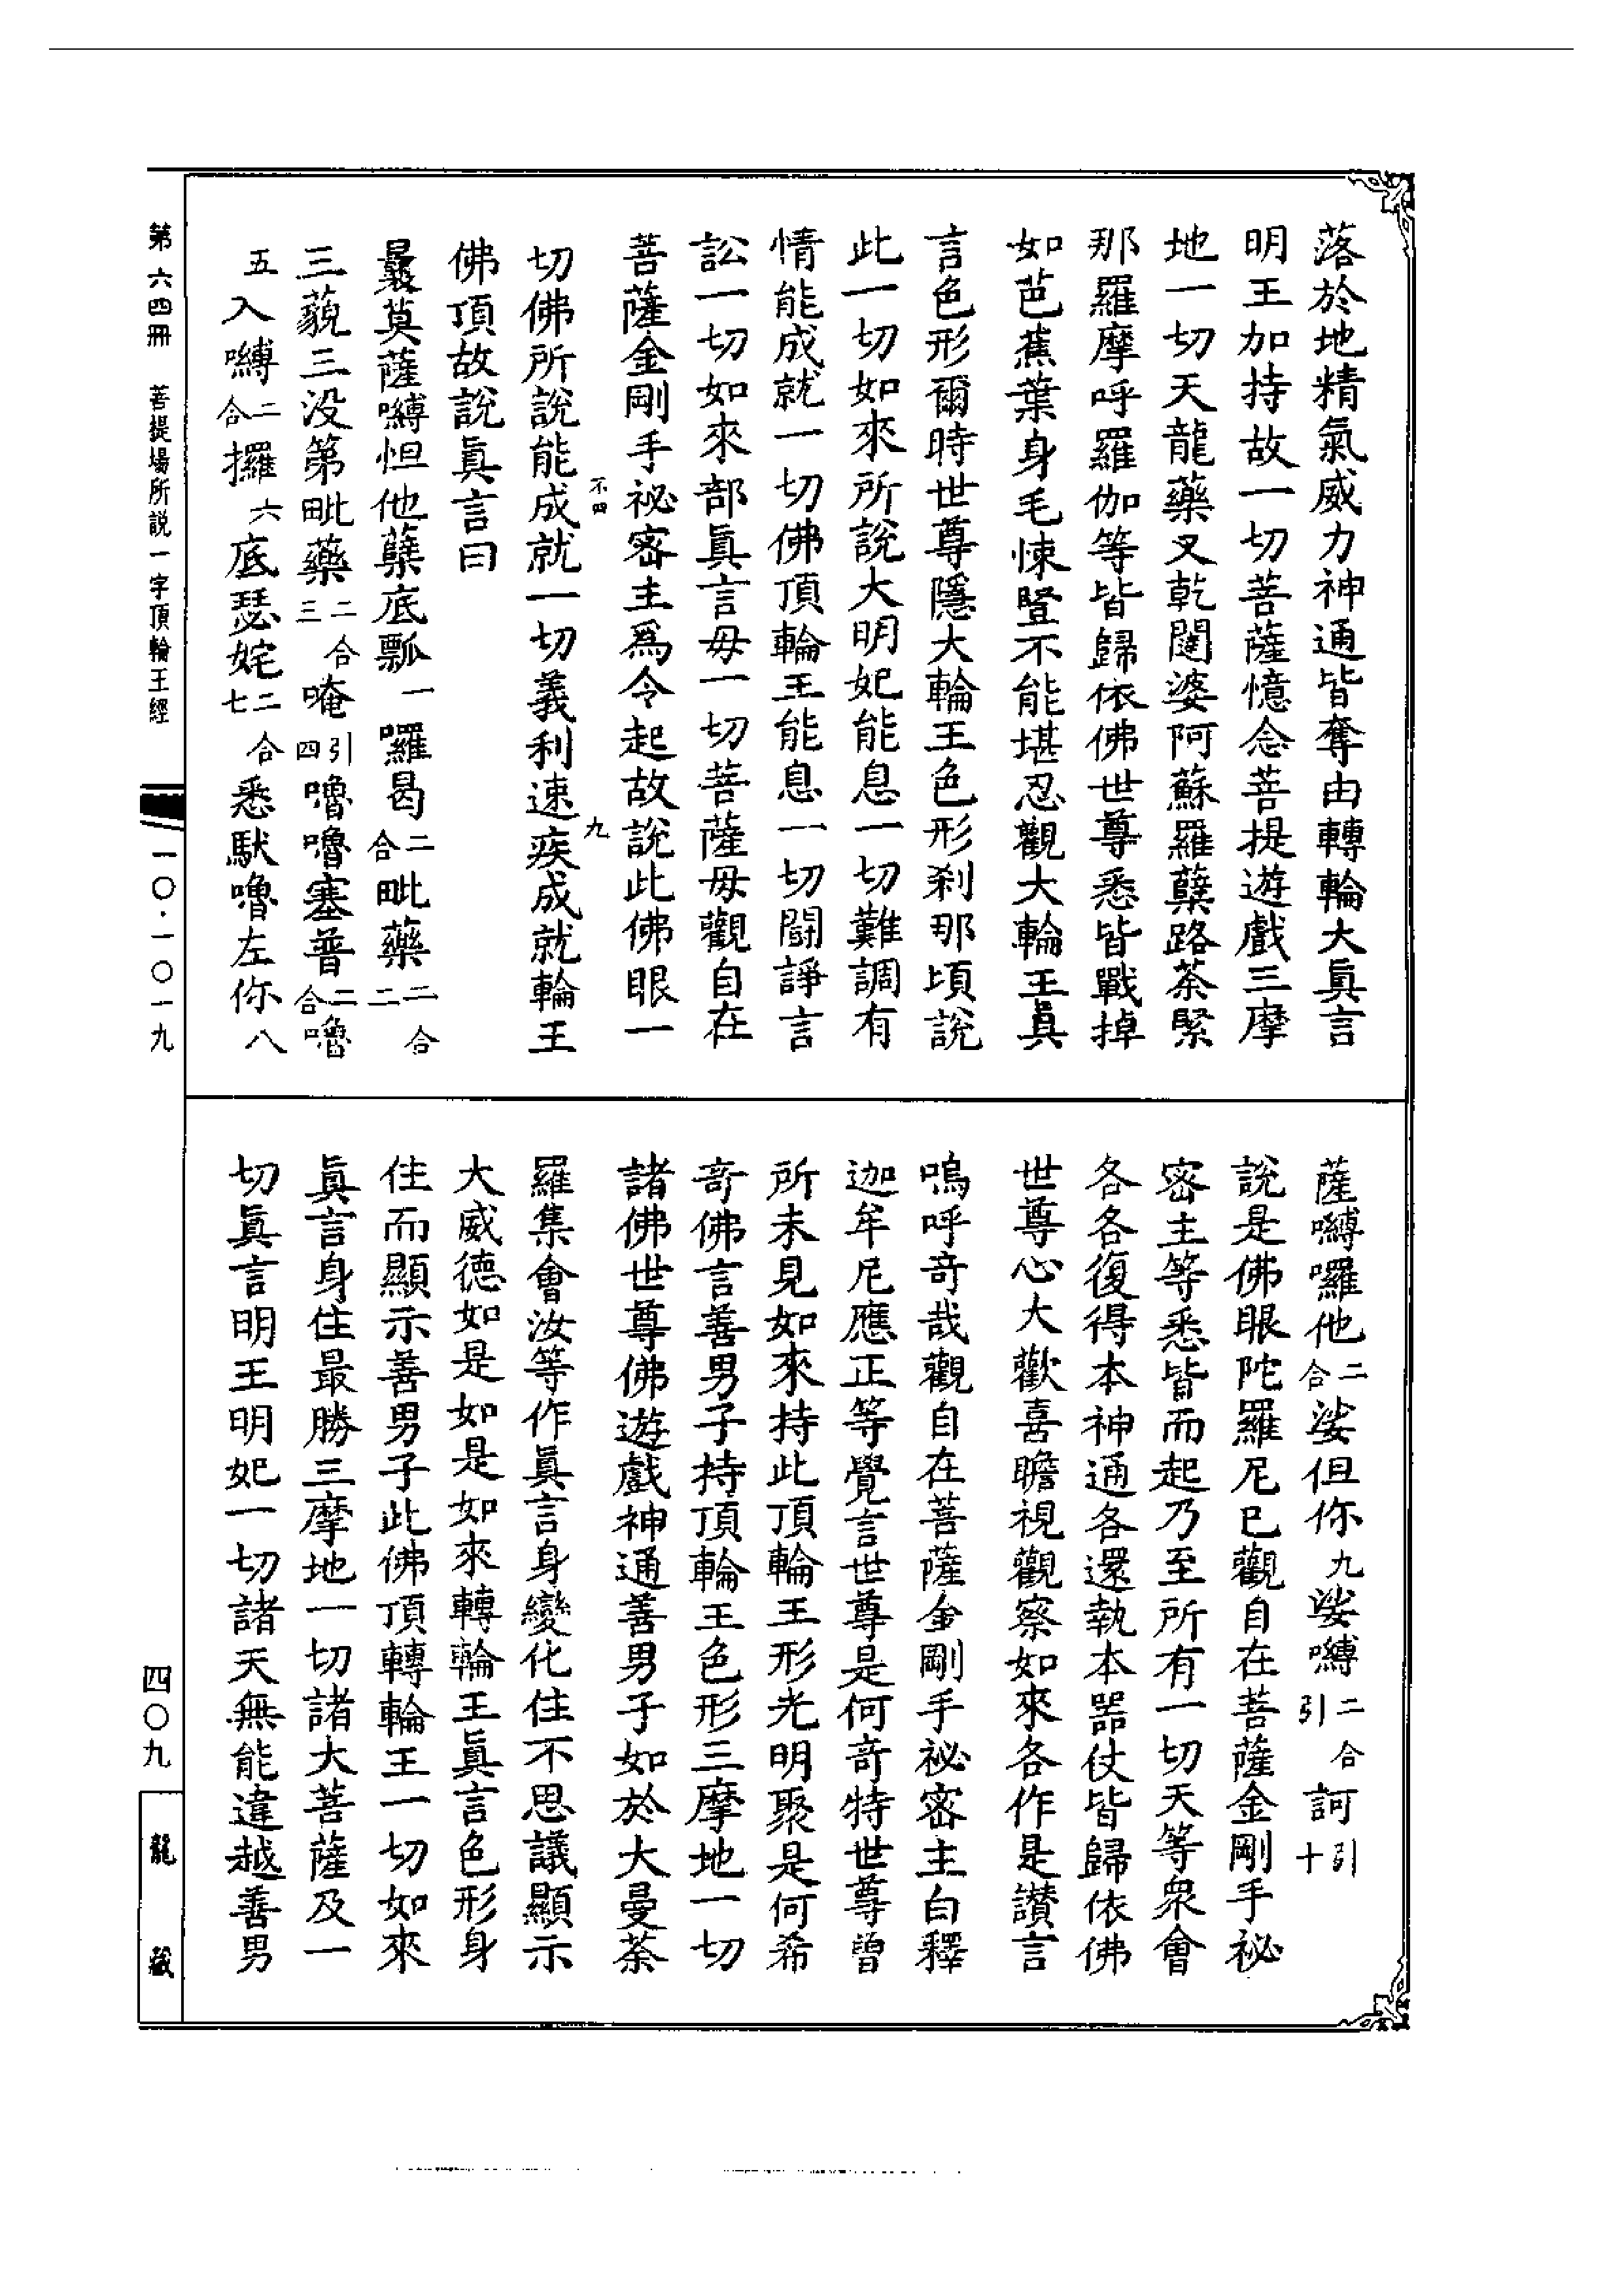 落於地精氣威力神通皆奪由轉輪大眞言
明王加持故一切菩薩憶念菩提遊戲三摩
地一切天龍藥叉乾闥婆阿蘇羅孽路荼緊
那羅摩呼羅伽等皆歸依佛世尊悉皆戰掉
如芭蕉葉身毛悚豎不能堪忍觀大輪王眞
言色形爾時世尊隱大輪王色形刹那頃說
此一切如來所說大明妃能息一切難調有
情能成就一切佛頂輪王能息一切鬪諍言
訟一切如來部眞言毋一切菩薩毋觀自在
菩薩金剛手祕密主爲令起故說此佛眼一
不四 九
切佛所說能成就一切義利速疾成就輪王
佛頂故說眞言曰
曩莫薩嚩怛他蘖底瓢一囉曷二合毗藥二合二
三藐三没第毗藥二合三唵引四嚕嚕塞普二合嚕
五入嚩二合攞六底瑟姹二合七悉馱嚕左你八
薩嚩囉他二合娑但你九娑嚩二合引訶引十
說是佛眼陀羅尼已觀自在菩薩金剛手祕
密主等悉皆而起乃至所有一切天等衆會
各各復得本神通各還執本器仗皆歸依佛
世尊心大歡喜瞻視觀察如來各作是讃言
嗚呼奇哉觀自在菩薩金剛手祕密主白釋
迦牟尼應正等覺言世尊是何奇特世尊曾
所未見如來持此頂輪王形光明聚是何希
奇佛言善男子持頂輪王色形三摩地一切
諸佛世尊佛遊戲神通善男子如於大曼荼
羅集會汝等作眞言身變化住不思議顯示
大威德如是如是如來轉輪王眞言色形身
住而顯示善男子此佛頂轉輪王一切如來
眞言身住最勝三摩地一切諸大菩薩及一
切眞言明王明妃一切諸天無能違越善男
第六四冊 菩提場所説一字頂輪王經 一〇·一〇一九
四〇九
龍藏